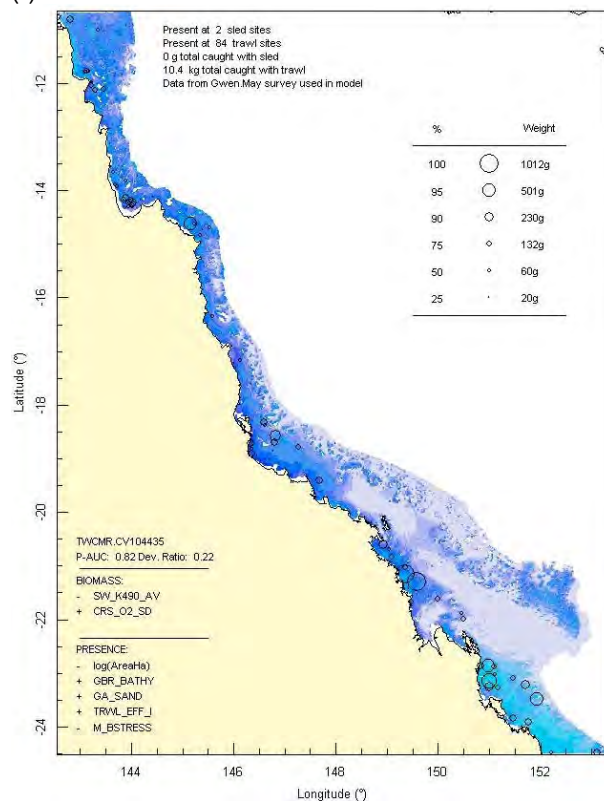 Present at 2 sled sites
Present at 84 trawl sites
0 g total caught with sled
10.4 kg total caught with trawl
Data from Gwen.May survey used in model
% Weight
100 1012g
95 501g
90 230g
75 132g
50 60g
25 20g
-12
-14
-16
-18
-20
-22
-24
Latitude (°)
TWCMR.CV104435
P-AUC: 0.82 Dev. Ratio: 0.22
BIOMASS:
- SW_K490_AV
+ CRS_O2_SD
PRESENCE:
- log(AreaHa)
+ GBR_BATHY
+ GA_SAND
+ TRWL_EFF_I
- M_BSTRESS
144 146 148 150 152
Longitude (°)